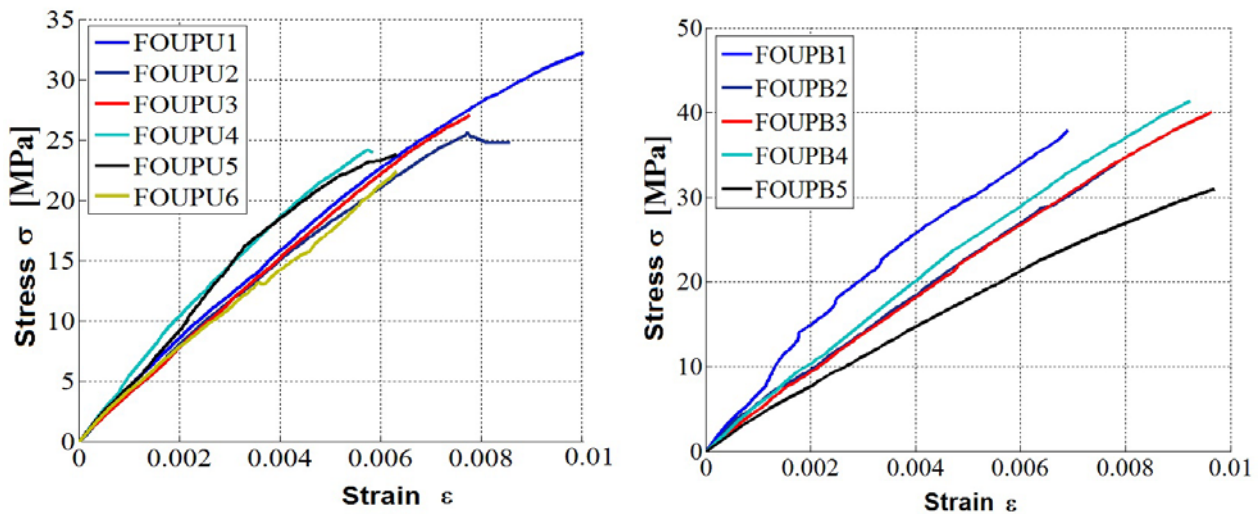 35
30
25
20
15
10
5
0
Stress σ [MPa]
FOUPU1
FOUPU2
FOUPU3
FOUPU4
FOUPU5
FOUPU6
0
0.002
0.004
0.006
0.008
0.01
Strain ε
50
40
30
20
10
0
Stress σ [MPa]
FOUPB1
FOUPB2
FOUPB3
FOUPB4
FOUPB5
0
0.002
0.004
0.006
0.008
0.01
Strain ε